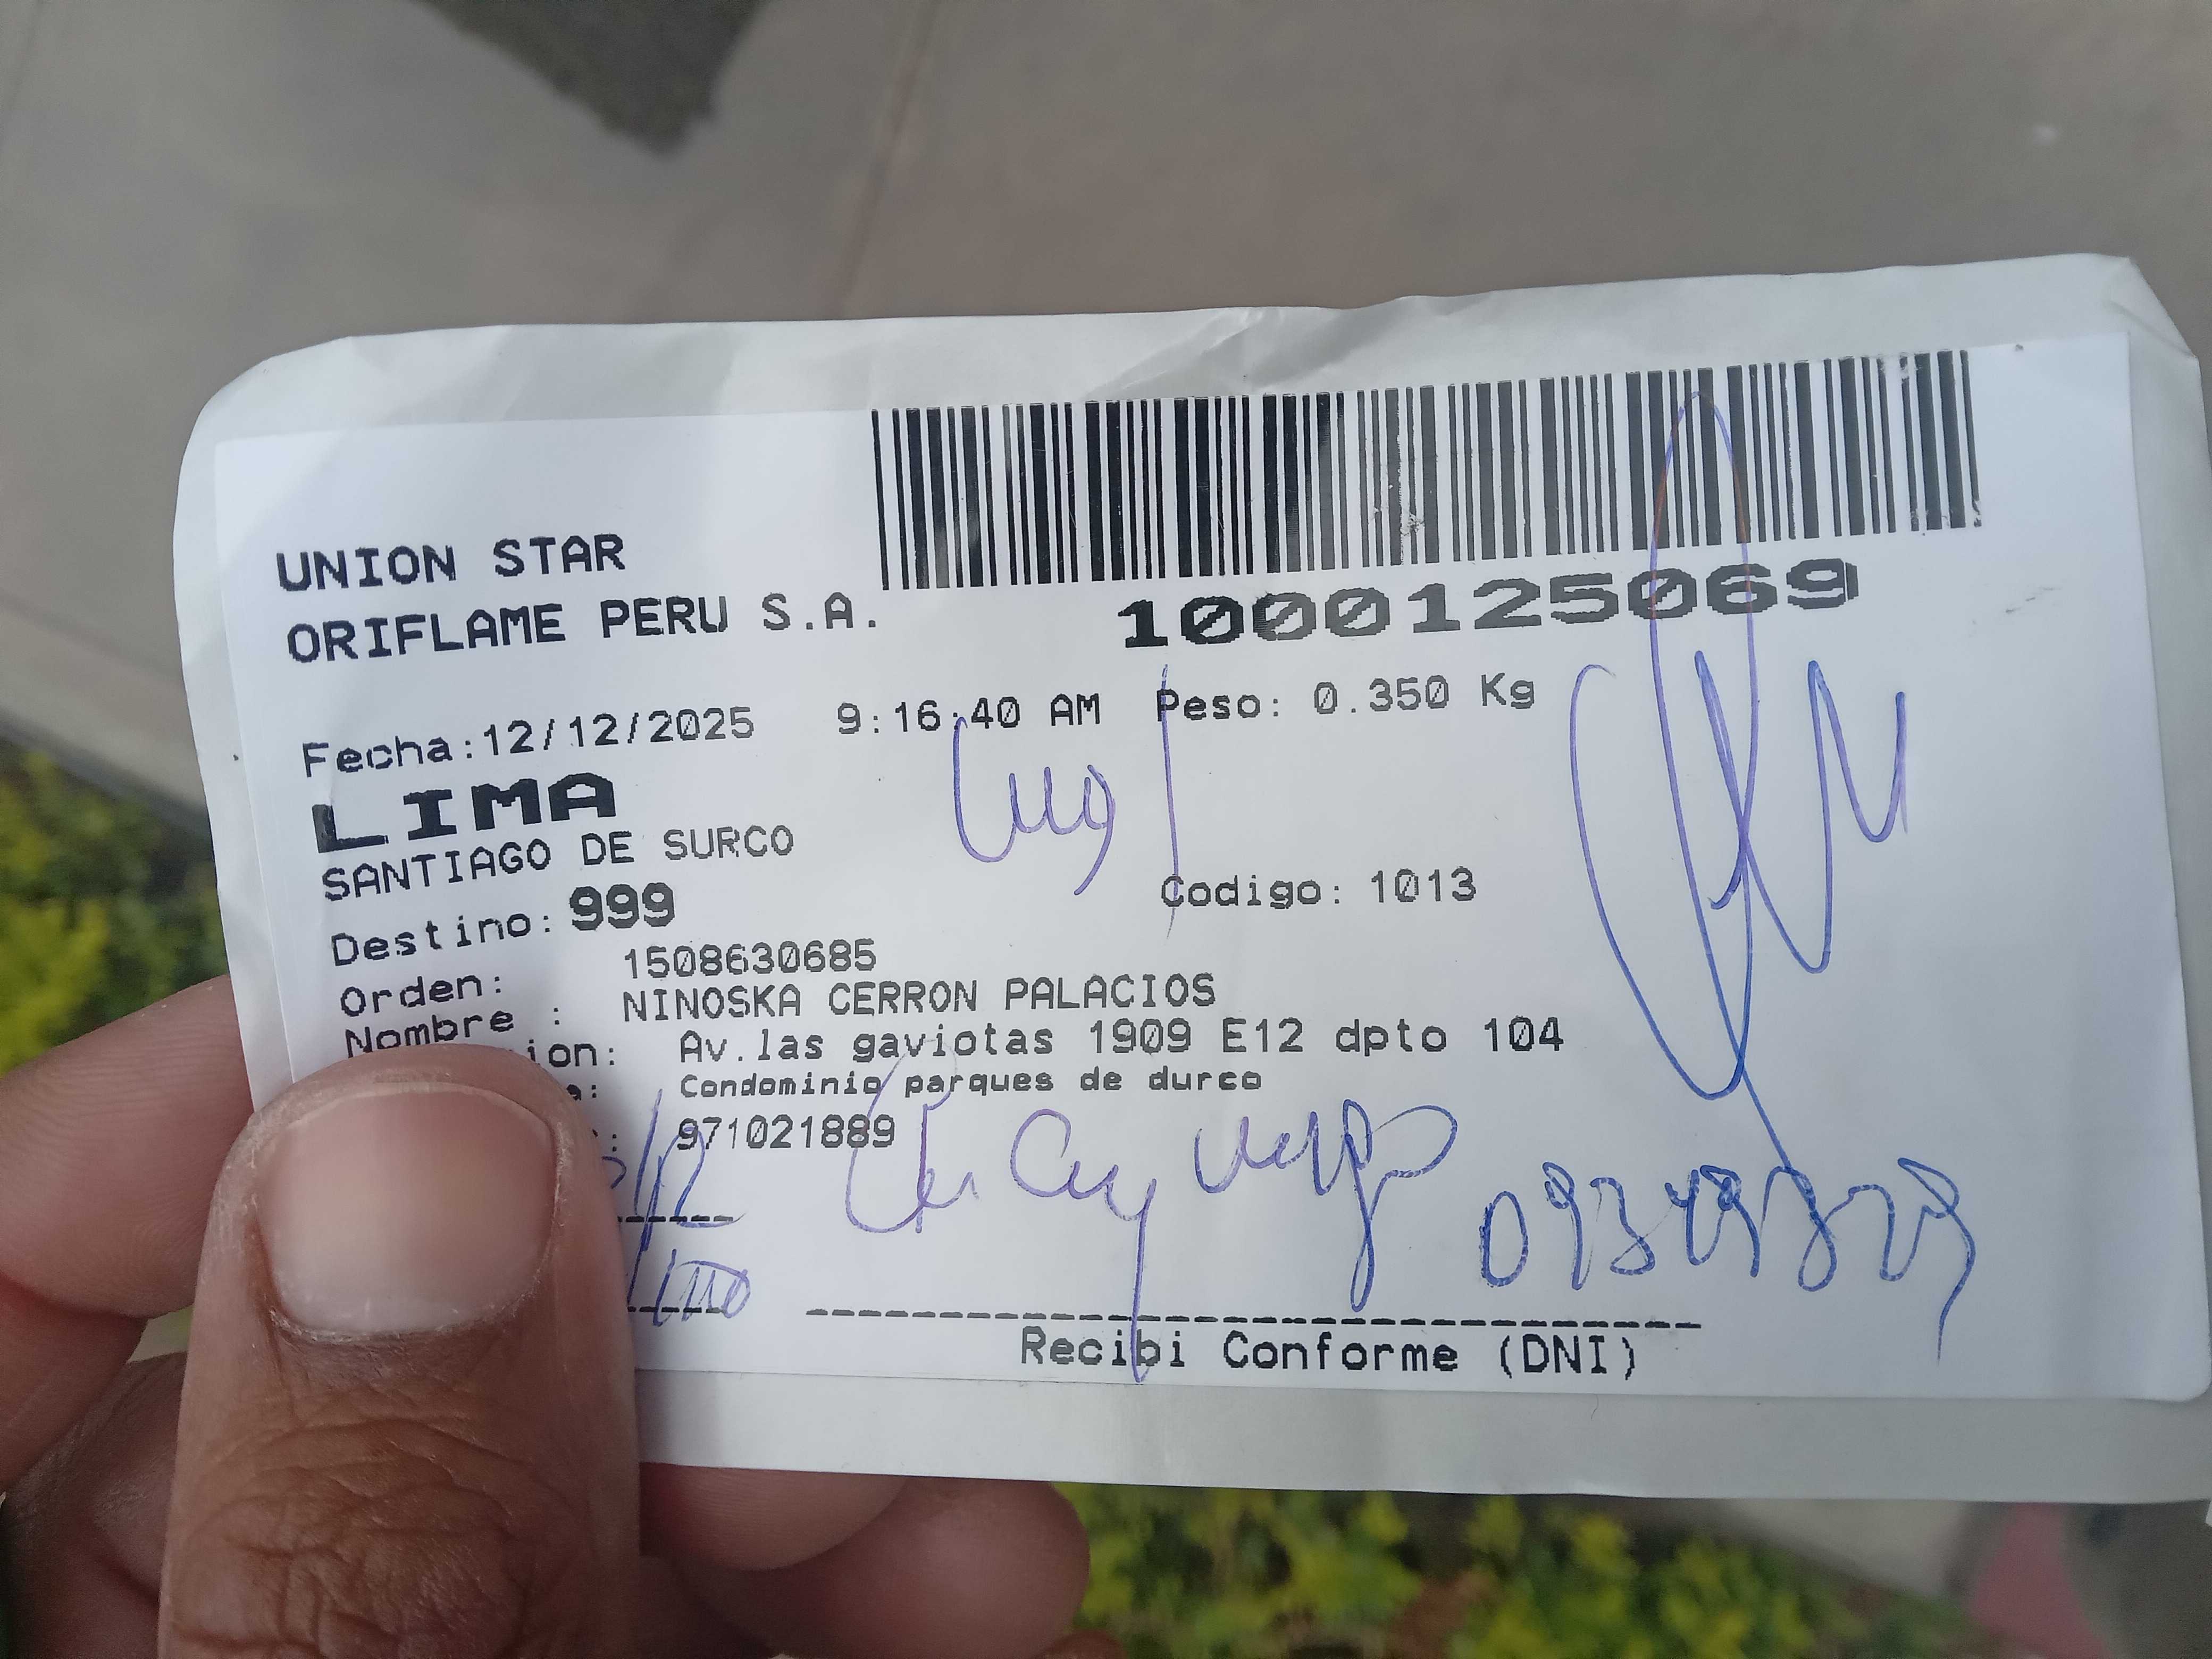 UNION STAR
ORIFLAME PERU S.A.
1000125069
Fecha:12/12/2025 9:16:40 AM Peso: 0.350 Kg
LIMA
SANTIAGO DE SURCO
Destino: 999 Codigo: 1013
Orden: 1508630685
Nombre : NINOSKA CERRON PALACIOS
ion: Av.las gaviotas 1909 E12 dpto 104
a: Condominio parques de durco
: 971021889
Recibi Conforme (DNI)